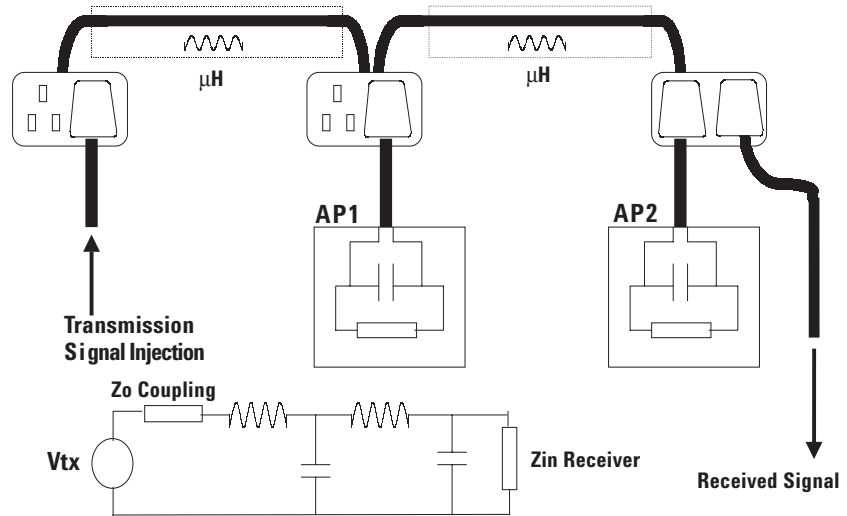 μH
μH
AP1
AP2
Transmission
Signal Injection
Zo Coupling
Vtx
Zin Receiver
Received Signal